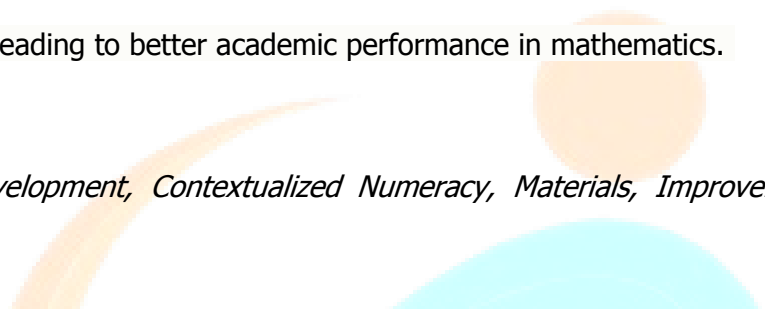 eading to better academic performance in mathematics.
velopment, Contextualized Numeracy, Materials, Improve